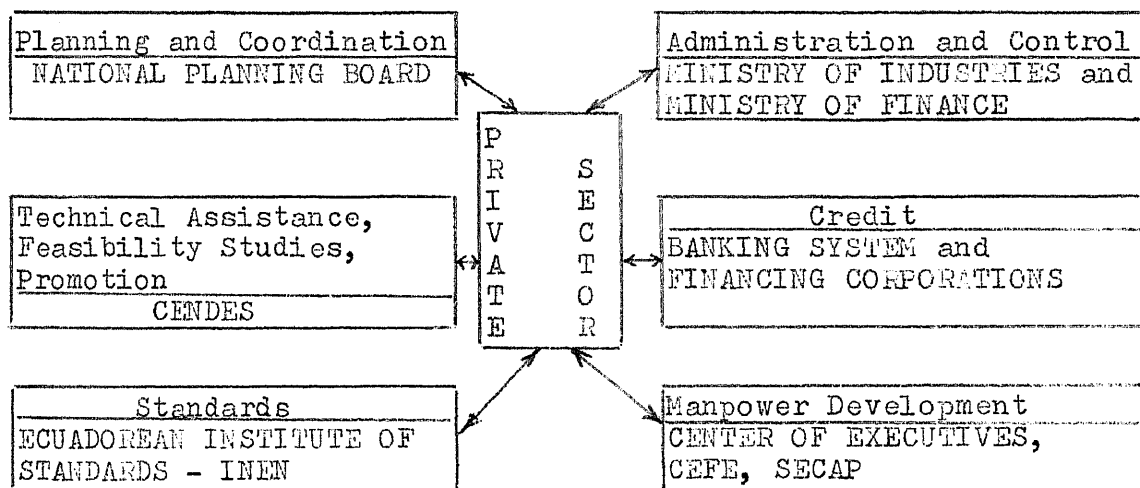 Planning and Coordination
NATIONAL PLANNING BOARD
Administration and Control
MINISTRY OF INDUSTRIES and
MINISTRY OF FINANCE
PRIVATE
SECTOR
Technical Assistance,
Feasibility Studies,
Promotion
CENDES
Credit
BANKING SYSTEM and
FINANCING CORPORATIONS
Standards
ECUADOREAN INSTITUTE OF
STANDARDS - INEN
Manpower Development
CENTER OF EXECUTIVES,
CEFE, SECAP